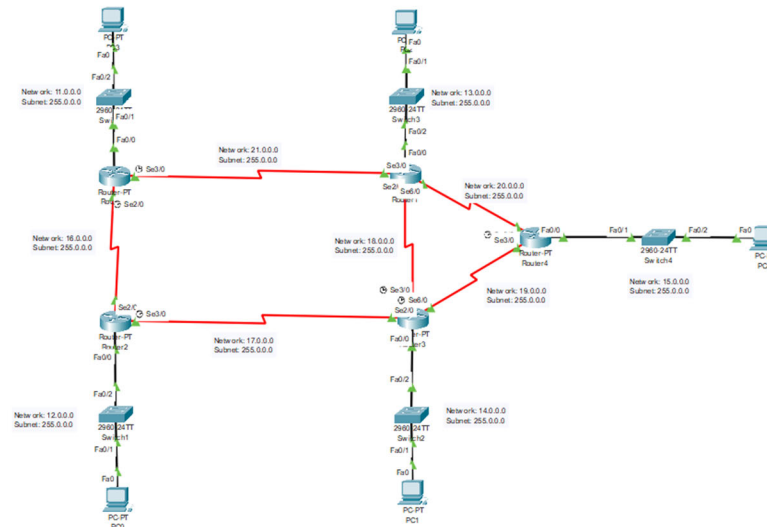 PC-PT
Fa0
Fa0/2
Network: 11.0.0.0
Subnet: 255.0.0.0
Fa0/1
Fa0/0
Se3/0
Router-PT
Se2/0
Network: 21.0.0.0
Subnet: 255.0.0.0
Fa0
Fa0/1
Network: 13.0.0.0
Subnet: 255.0.0.0
Switch3
Fa0/2
Fa0/0
Se3/0
Se6/0
Network: 20.0.0.0
Subnet: 255.0.0.0
Network: 16.0.0.0
Subnet: 255.0.0.0
Network: 18.0.0.0
Subnet: 255.0.0.0
Fa0/0
Se3/0
Router-PT
Router4
Fa0/1
Fa0/2
2960-24TT
Switch4
Fa0
Network: 15.0.0.0
Subnet: 255.0.0.0
Network: 19.0.0.0
Subnet: 255.0.0.0
Se2/0
Se3/0
Router-PT
Router2
Fa0/0
Network: 17.0.0.0
Subnet: 255.0.0.0
Se3/0
Se6/0
Se2/0
Fa0/0
Fa0/2
Network: 12.0.0.0
Subnet: 255.0.0.0
2960-24TT
Switch1
Fa0/1
Fa0
PC-PT
PC0
Fa0/2
Network: 14.0.0.0
Subnet: 255.0.0.0
2960-24TT
Switch2
Fa0/1
Fa0
PC-PT
PC1